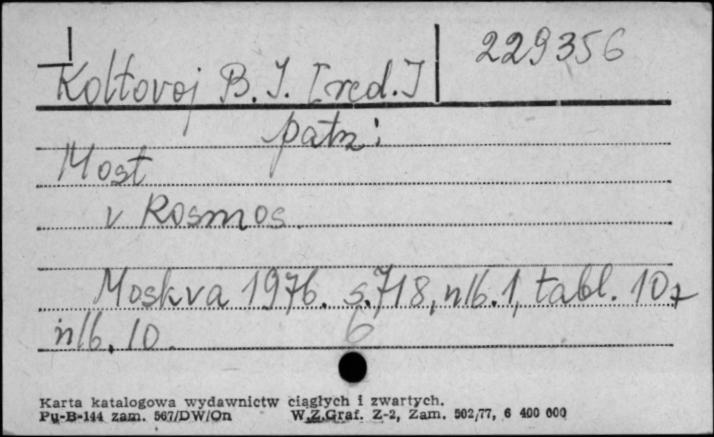 Koltovoj B. I. [red.] 229356
patrz:
Most
v Kosmos.
Moskva 1976. s. 718, nlb. 1, tabl. 10 +
nlb. 10.
6
Karta katalogowa wydawnictw ciągłych i zwartych.
Pu-B-144 zam. 567/DW/On W.Z.Graf. Z-2, Zam. 502/77, 6 400 000